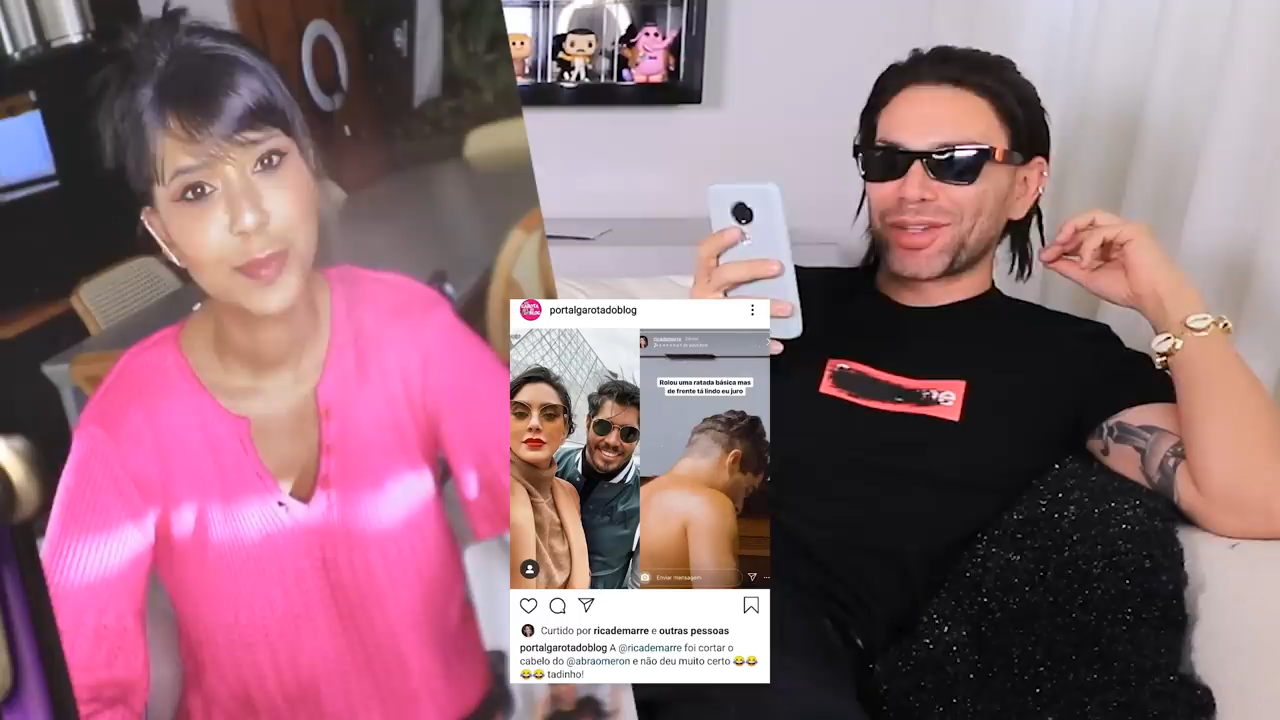 portalgarotadoblog
Rolou uma ratada básica mas
de frente tá lindo eu juro
Enviar mensagem
Curtido por ricademarre e outras pessoas
portalgarotadoblog A @ricademarre foi cortar o
cabelo do @abraomeron e não deu muito certo 😂😂
😂😂 tadinho!